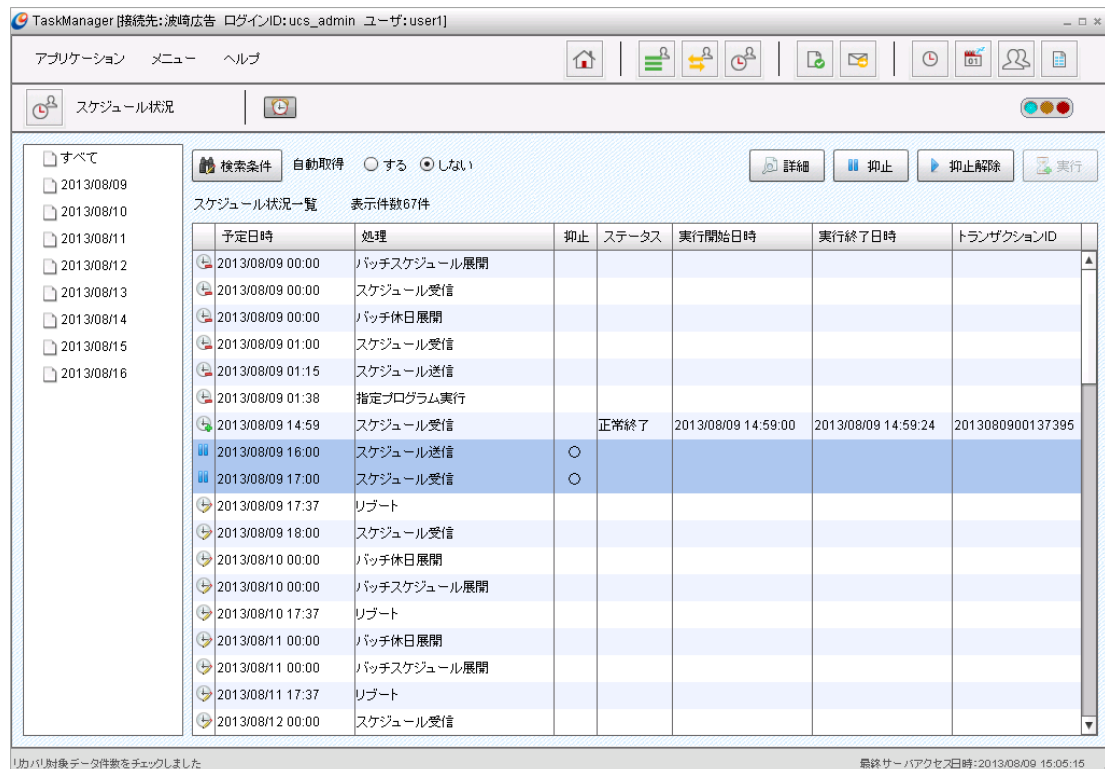 TaskManager [接続先:波崎広告 ログインID:ucs_admin ユーザ:user1]
アプリケーション メニュー ヘルプ
スケジュール状況
すべて
2013/08/09
2013/08/10
2013/08/11
2013/08/12
2013/08/13
2013/08/14
2013/08/15
2013/08/16
検索条件 自動取得 する しない 詳細 抑止 抑止解除 実行
スケジュール状況一覧 表示件数67件
予定日時 処理 抑止 ステータス 実行開始日時 実行終了日時 トランザクションID
2013/08/09 00:00 バッチスケジュール展開
2013/08/09 00:00 スケジュール受信
2013/08/09 00:00 バッチ休日展開
2013/08/09 01:00 スケジュール受信
2013/08/09 01:15 スケジュール送信
2013/08/09 01:38 指定プログラム実行
2013/08/09 14:59 スケジュール受信 正常終了 2013/08/09 14:59:00 2013/08/09 14:59:24 2013080900137395
2013/08/09 16:00 スケジュール送信 ○
2013/08/09 17:00 スケジュール受信 ○
2013/08/09 17:37 リブート
2013/08/09 18:00 スケジュール受信
2013/08/10 00:00 バッチ休日展開
2013/08/10 00:00 バッチスケジュール展開
2013/08/10 17:37 リブート
2013/08/11 00:00 バッチ休日展開
2013/08/11 00:00 バッチスケジュール展開
2013/08/11 17:37 リブート
2013/08/12 00:00 スケジュール受信
リカバリ対象データ件数をチェックしました 最終サーバアクセス日時:2013/08/09 15:05:15